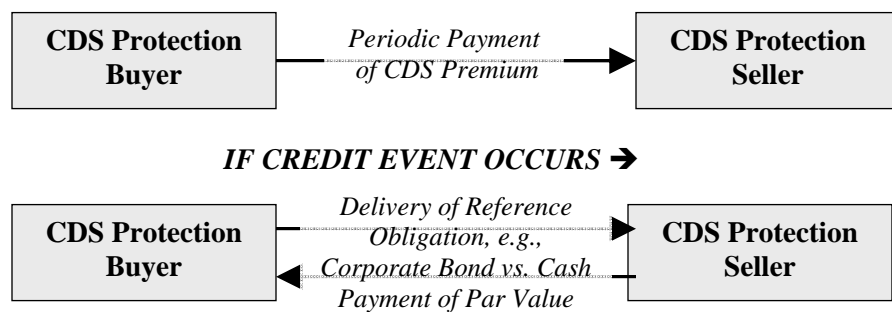 CDS Protection
Buyer
Periodic Payment
of CDS Premium
CDS Protection
Seller
IF CREDIT EVENT OCCURS ➔
CDS Protection
Buyer
Delivery of Reference
Obligation, e.g.,
Corporate Bond vs. Cash
Payment of Par Value
CDS Protection
Seller